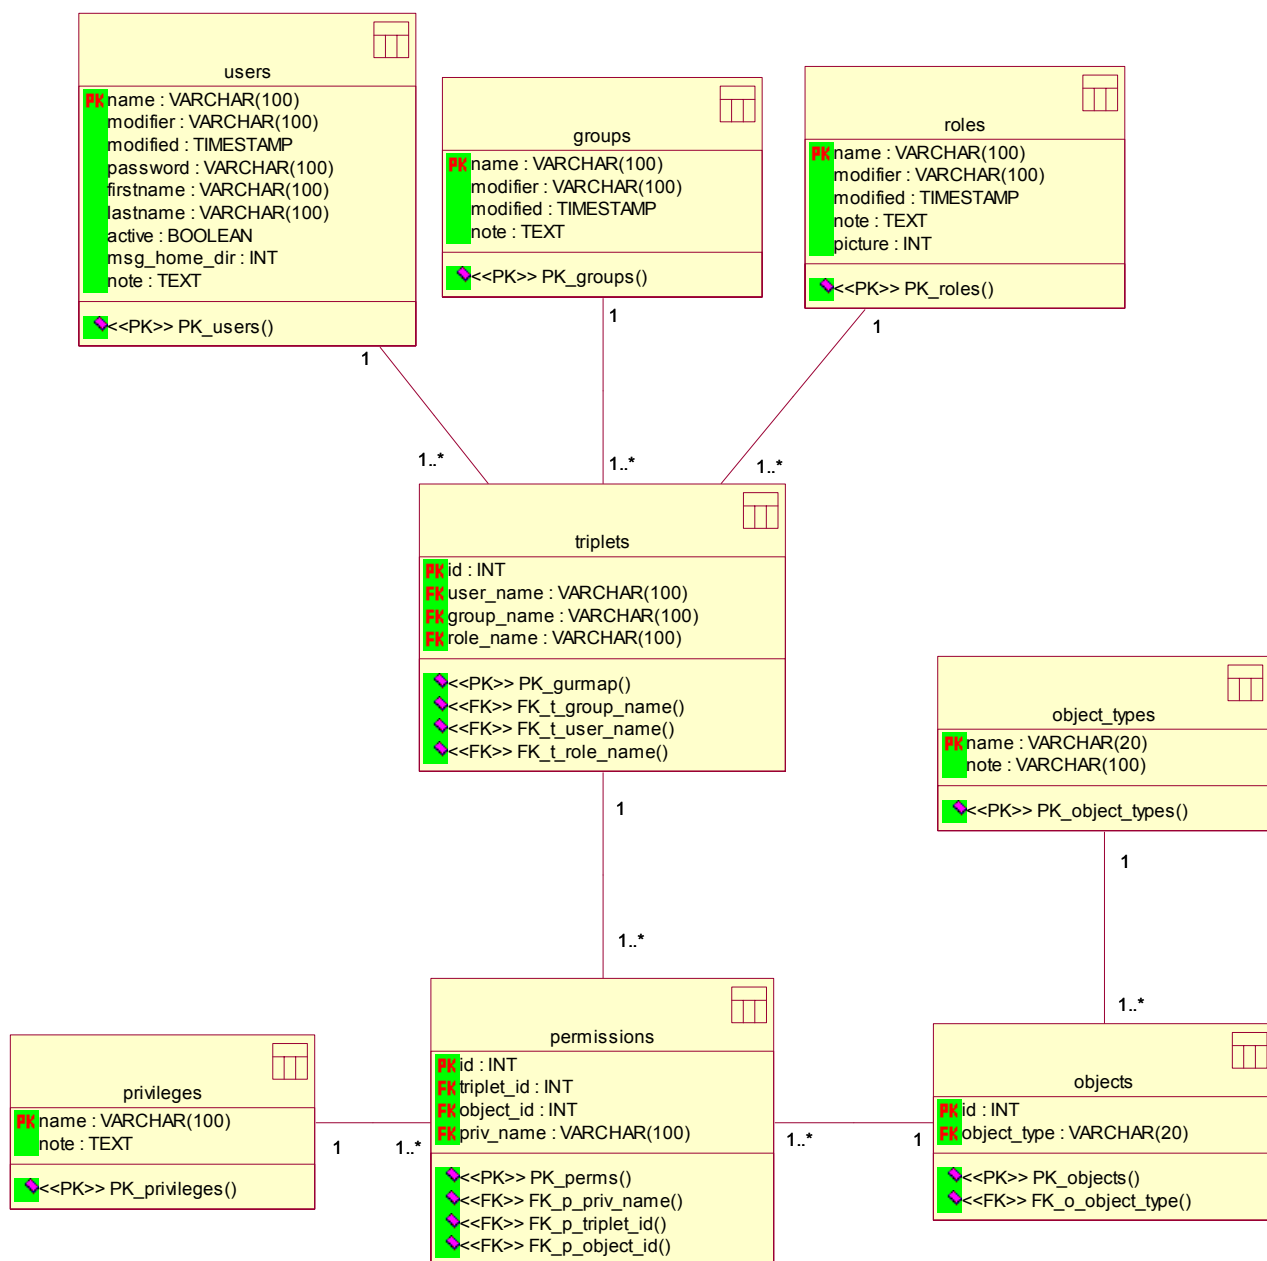 users
PK name : VARCHAR(100)
modifier : VARCHAR(100)
modified : TIMESTAMP
password : VARCHAR(100)
firstname : VARCHAR(100)
lastname : VARCHAR(100)
active : BOOLEAN
msg_home_dir : INT
note : TEXT
<<PK>> PK_users()
groups
PK name : VARCHAR(100)
modifier : VARCHAR(100)
modified : TIMESTAMP
note : TEXT
<<PK>> PK_groups()
roles
PK name : VARCHAR(100)
modifier : VARCHAR(100)
modified : TIMESTAMP
note : TEXT
picture : INT
<<PK>> PK_roles()
1
1
1
1..*
1..*
1..*
triplets
PK id : INT
FK user_name : VARCHAR(100)
FK group_name : VARCHAR(100)
FK role_name : VARCHAR(100)
<<PK>> PK_gurmap()
<<FK>> FK_t_group_name()
<<FK>> FK_t_user_name()
<<FK>> FK_t_role_name()
1
1..*
object_types
PK name : VARCHAR(20)
note : VARCHAR(100)
<<PK>> PK_object_types()
1
1..*
privileges
PK name : VARCHAR(100)
note : TEXT
<<PK>> PK_privileges()
1
1..*
permissions
PK id : INT
FK triplet_id : INT
FK object_id : INT
FK priv_name : VARCHAR(100)
<<PK>> PK_perms()
<<FK>> FK_p_priv_name()
<<FK>> FK_p_triplet_id()
<<FK>> FK_p_object_id()
1..*
1
objects
PK id : INT
FK object_type : VARCHAR(20)
<<PK>> PK_objects()
<<FK>> FK_o_object_type()